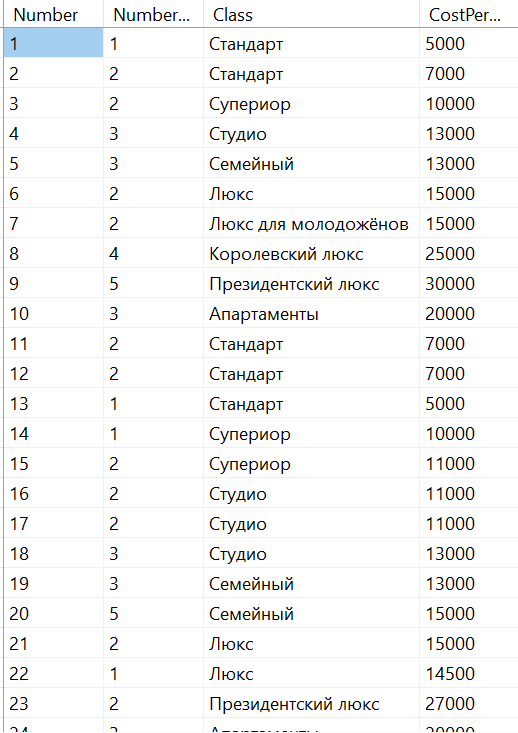 Number Number... Class CostPer...
1 1 Стандарт 5000
2 2 Стандарт 7000
3 2 Супериор 10000
4 3 Студио 13000
5 3 Семейный 13000
6 2 Люкс 15000
7 2 Люкс для молодожёнов 15000
8 4 Королевский люкс 25000
9 5 Президентский люкс 30000
10 3 Апартаменты 20000
11 2 Стандарт 7000
12 2 Стандарт 7000
13 1 Стандарт 5000
14 1 Супериор 10000
15 2 Супериор 11000
16 2 Студио 11000
17 2 Студио 11000
18 3 Студио 13000
19 3 Семейный 13000
20 5 Семейный 15000
21 2 Люкс 15000
22 1 Люкс 14500
23 2 Президентский люкс 27000